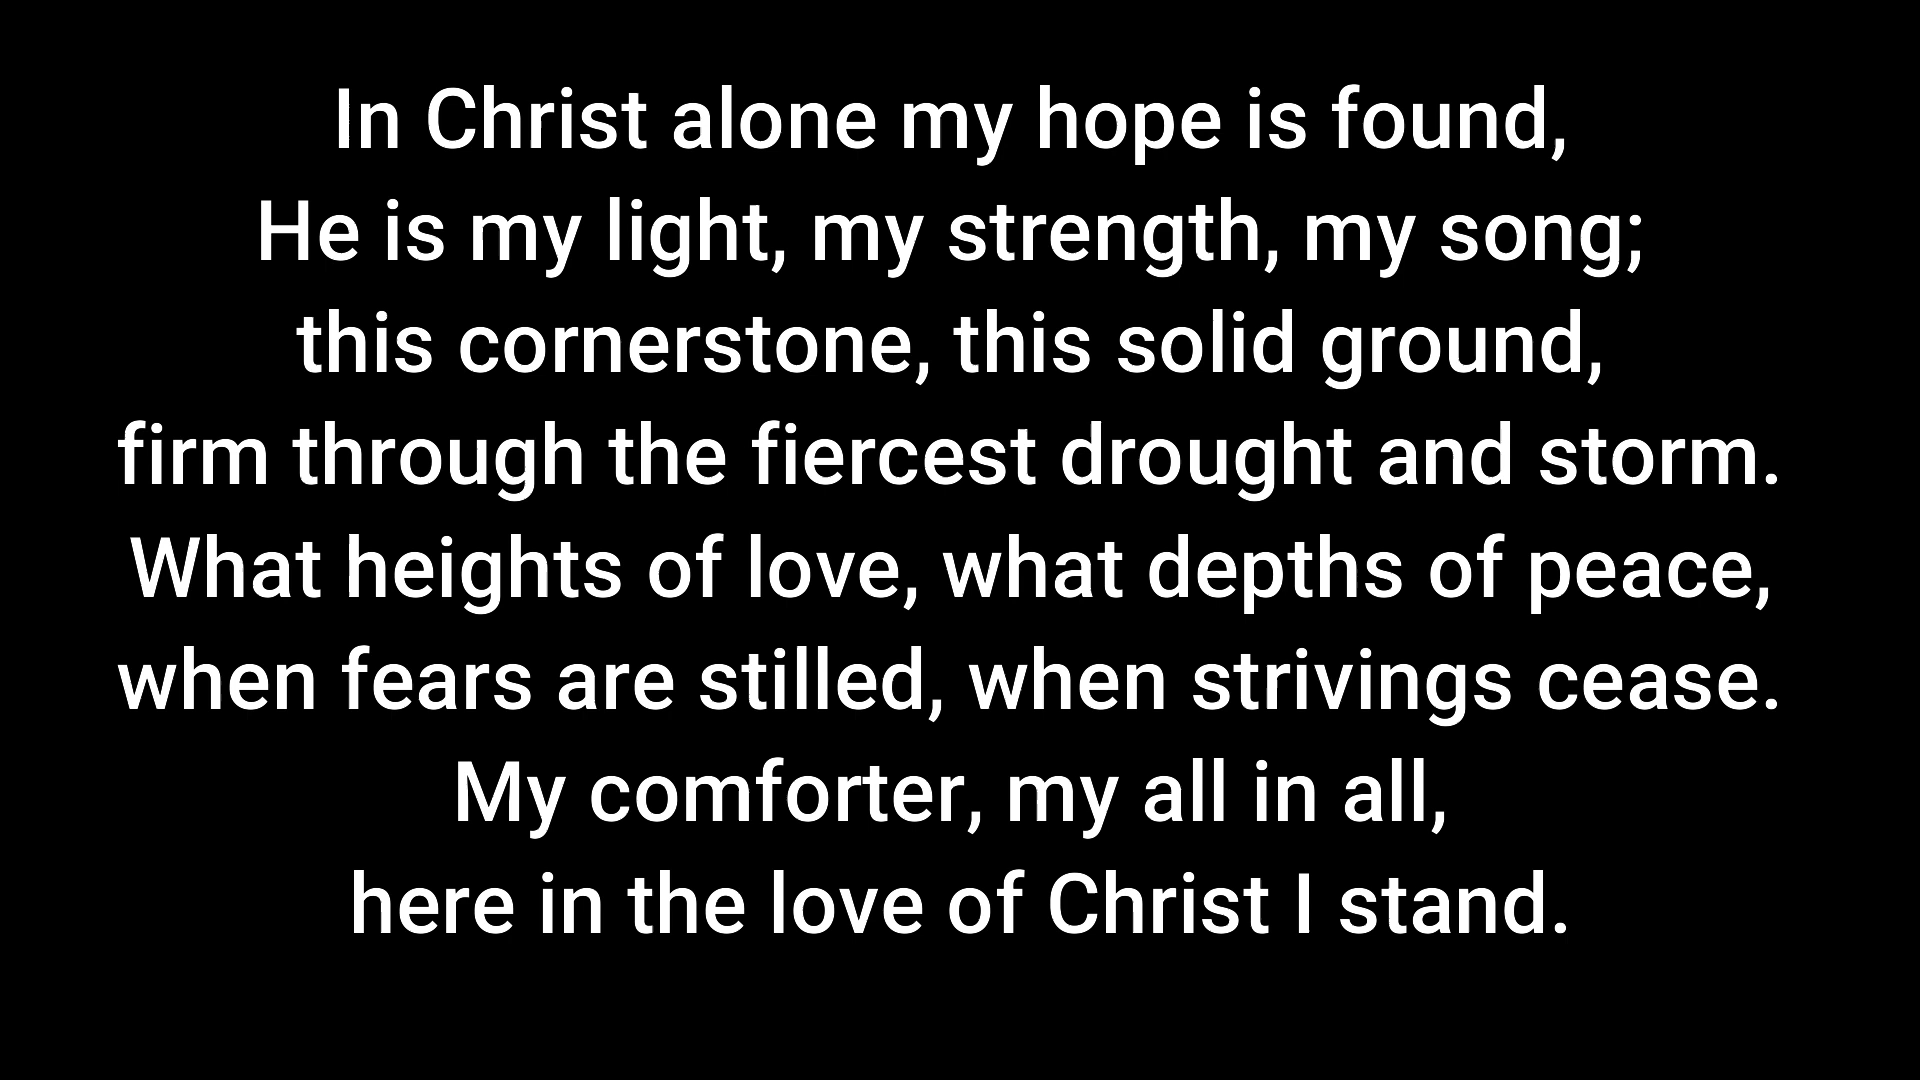 In Christ alone my hope is found,
He is my light, my strength, my song;
this cornerstone, this solid ground,
firm through the fiercest drought and storm.
What heights of love, what depths of peace,
when fears are stilled, when strivings cease.
My comforter, my all in all,
here in the love of Christ I stand.